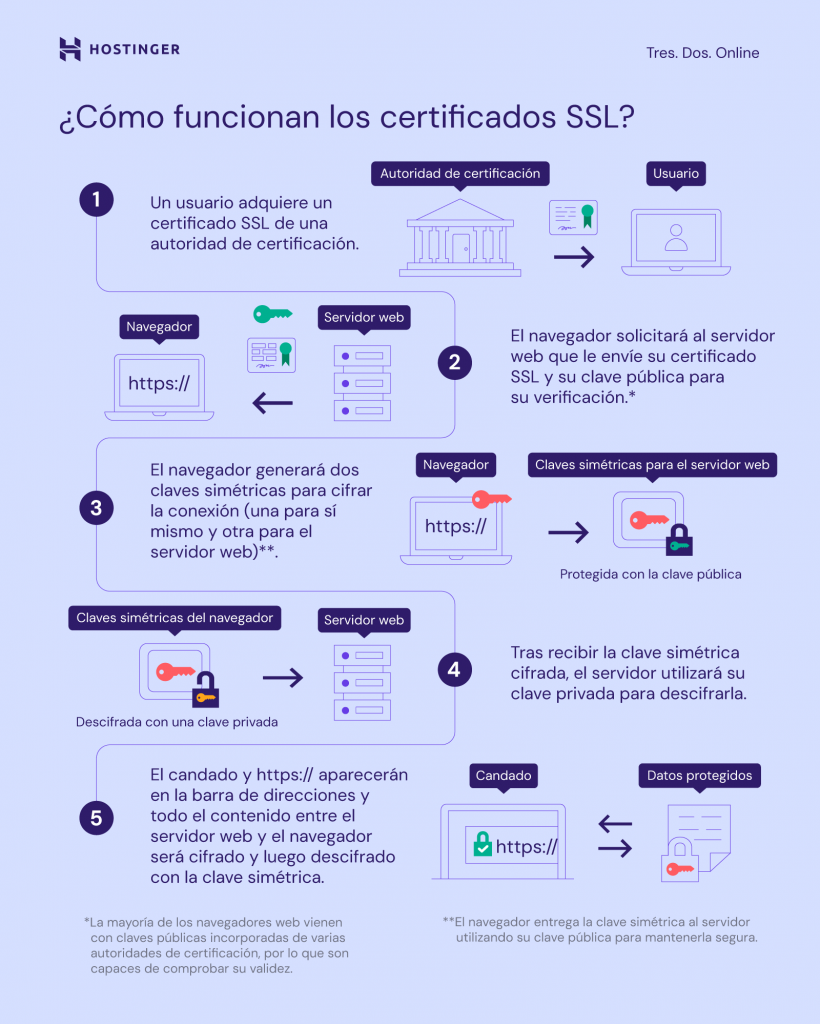 HOSTINGER
Tres. Dos. Online
¿Cómo funcionan los certificados SSL?
1
Un usuario adquiere un
certificado SSL de una
autoridad de certificación.
Autoridad de certificación
Usuario
Navegador
https://
Servidor web
2
El navegador solicitará al servidor
web que le envíe su certificado
SSL y su clave pública para
su verificación.*
3
El navegador generará dos
claves simétricas para cifrar
la conexión (una para sí
mismo y otra para el
servidor web)**.
Navegador
https://
Claves simétricas para el servidor web
Protegida con la clave pública
Claves simétricas del navegador
Descifrada con una clave privada
Servidor web
4
Tras recibir la clave simétrica
cifrada, el servidor utilizará su
clave privada para descifrarla.
5
El candado y https:// aparecerán
en la barra de direcciones y
todo el contenido entre el
servidor web y el navegador
será cifrado y luego descifrado
con la clave simétrica.
Candado
https://
Datos protegidos
*La mayoría de los navegadores web vienen
con claves públicas incorporadas de varias
autoridades de certificación, por lo que son
capaces de comprobar su validez.
**El navegador entrega la clave simétrica al servidor
utilizando su clave pública para mantenerla segura.